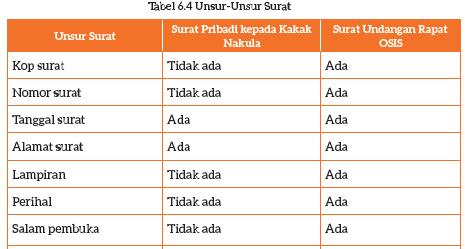 Tabel 6.4 Unsur-Unsur Surat
Unsur Surat
Surat Pribadi kepada Kakak Nakula
Surat Undangan Rapat OSIS
Kop surat Tidak ada Ada
Nomor surat Tidak ada Ada
Tanggal surat Ada Ada
Alamat surat Ada Ada
Lampiran Tidak ada Ada
Perihal Tidak ada Ada
Salam pembuka Tidak ada Ada